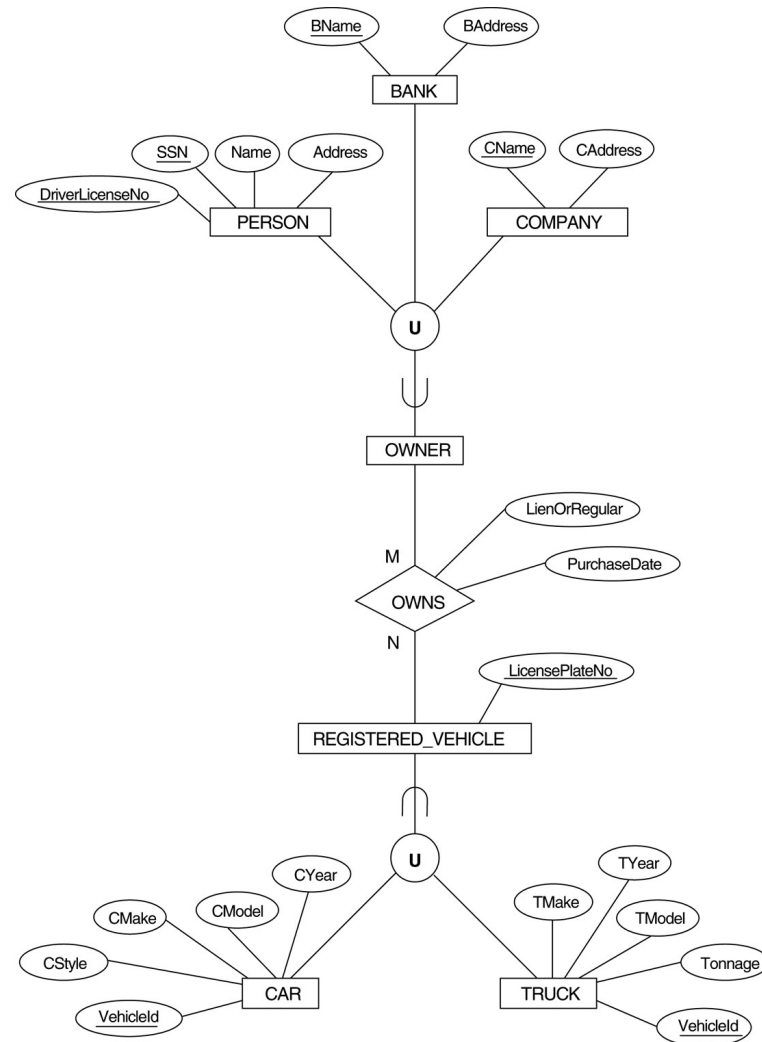 BName
BAddress
BANK
SSN
Name
Address
CName
CAddress
DriverLicenseNo
PERSON
COMPANY
U
OWNER
LienOrRegular
M
PurchaseDate
OWNS
N
LicensePlateNo
REGISTERED_VEHICLE
U
TYear
CYear
TMake
CModel
CMake
TModel
CStyle
Tonnage
CAR
TRUCK
VehicleId
VehicleId